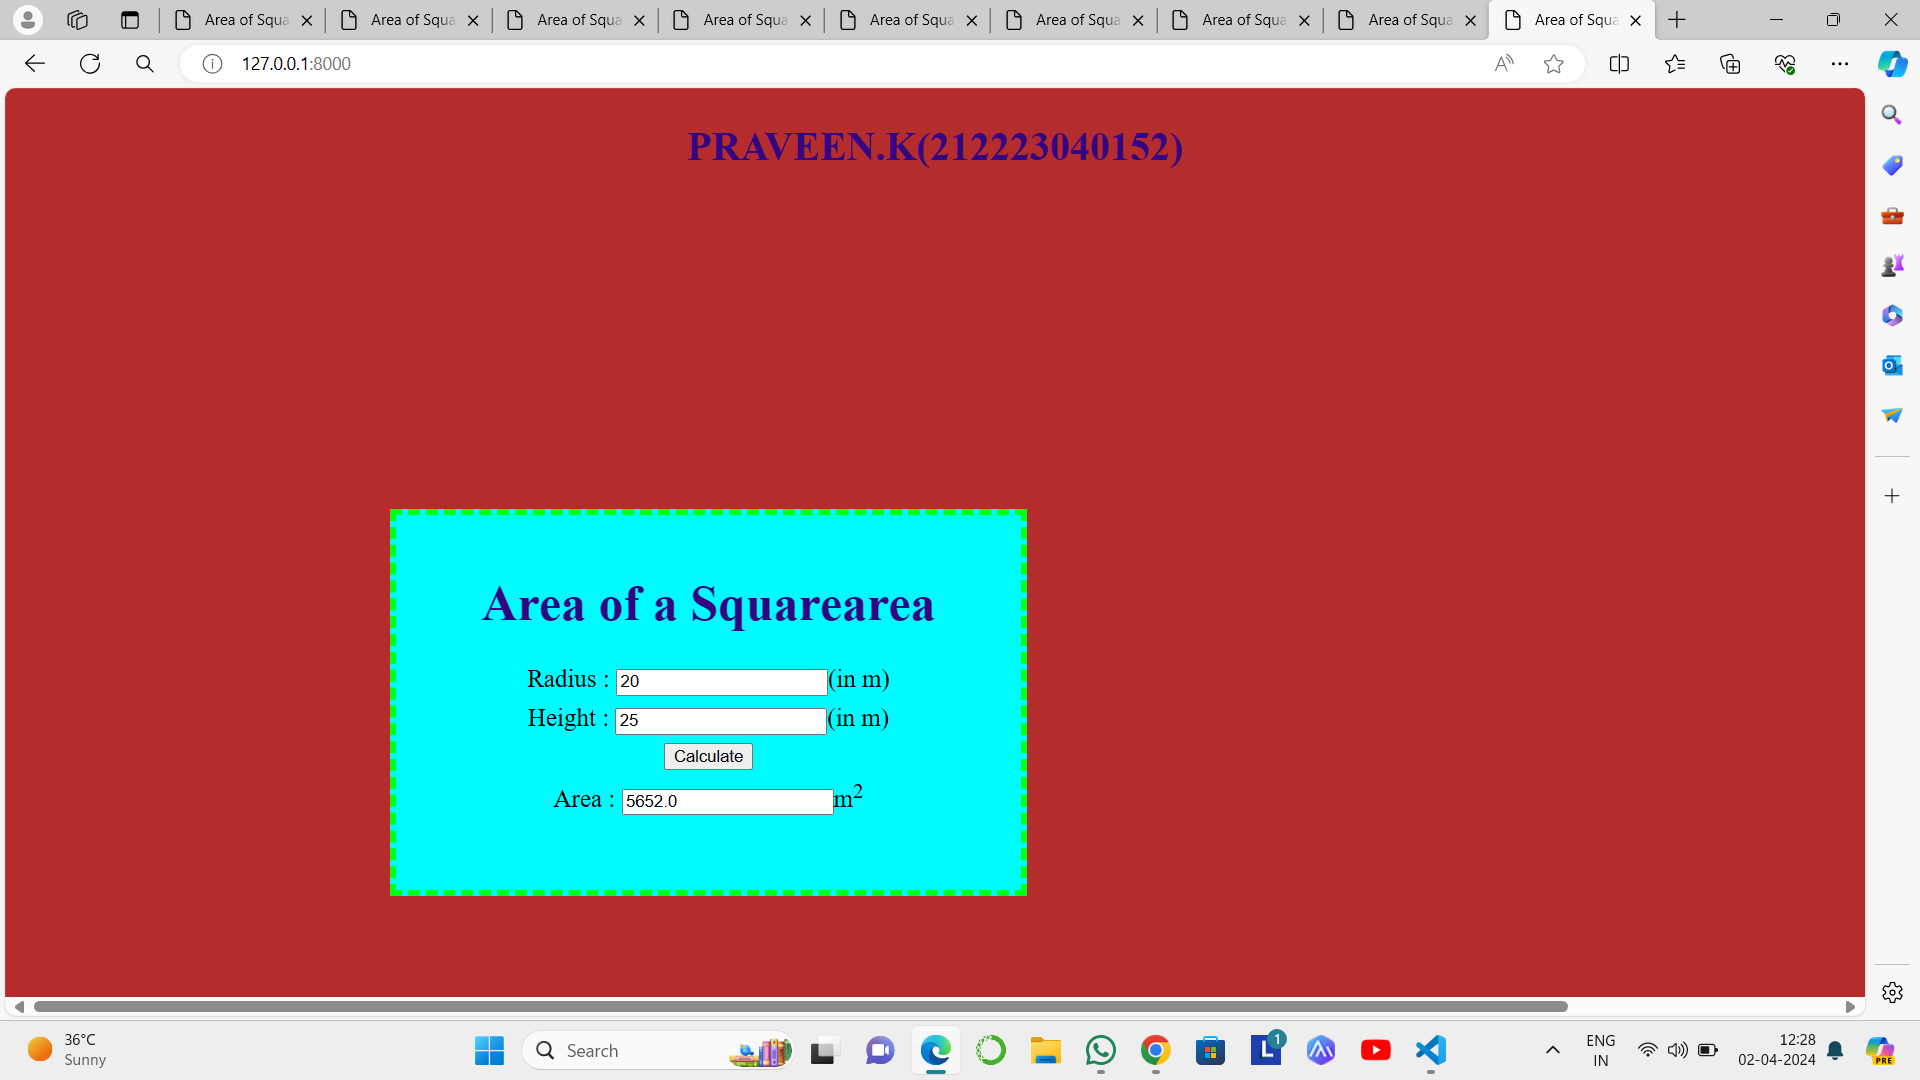 Area of Squa
Area of Squa
Area of Squa
Area of Squa
Area of Squa
Area of Squa
Area of Squa
Area of Squa
Area of Squa
127.0.0.1:8000
PRAVEEN.K(212223040152)
Area of a Squarearea
Radius : 20 (in m)
Height : 25 (in m)
Calculate
Area : 5652.0 m²
36°C
Sunny
Search
1
ENG
IN
12:28
02-04-2024
PRE